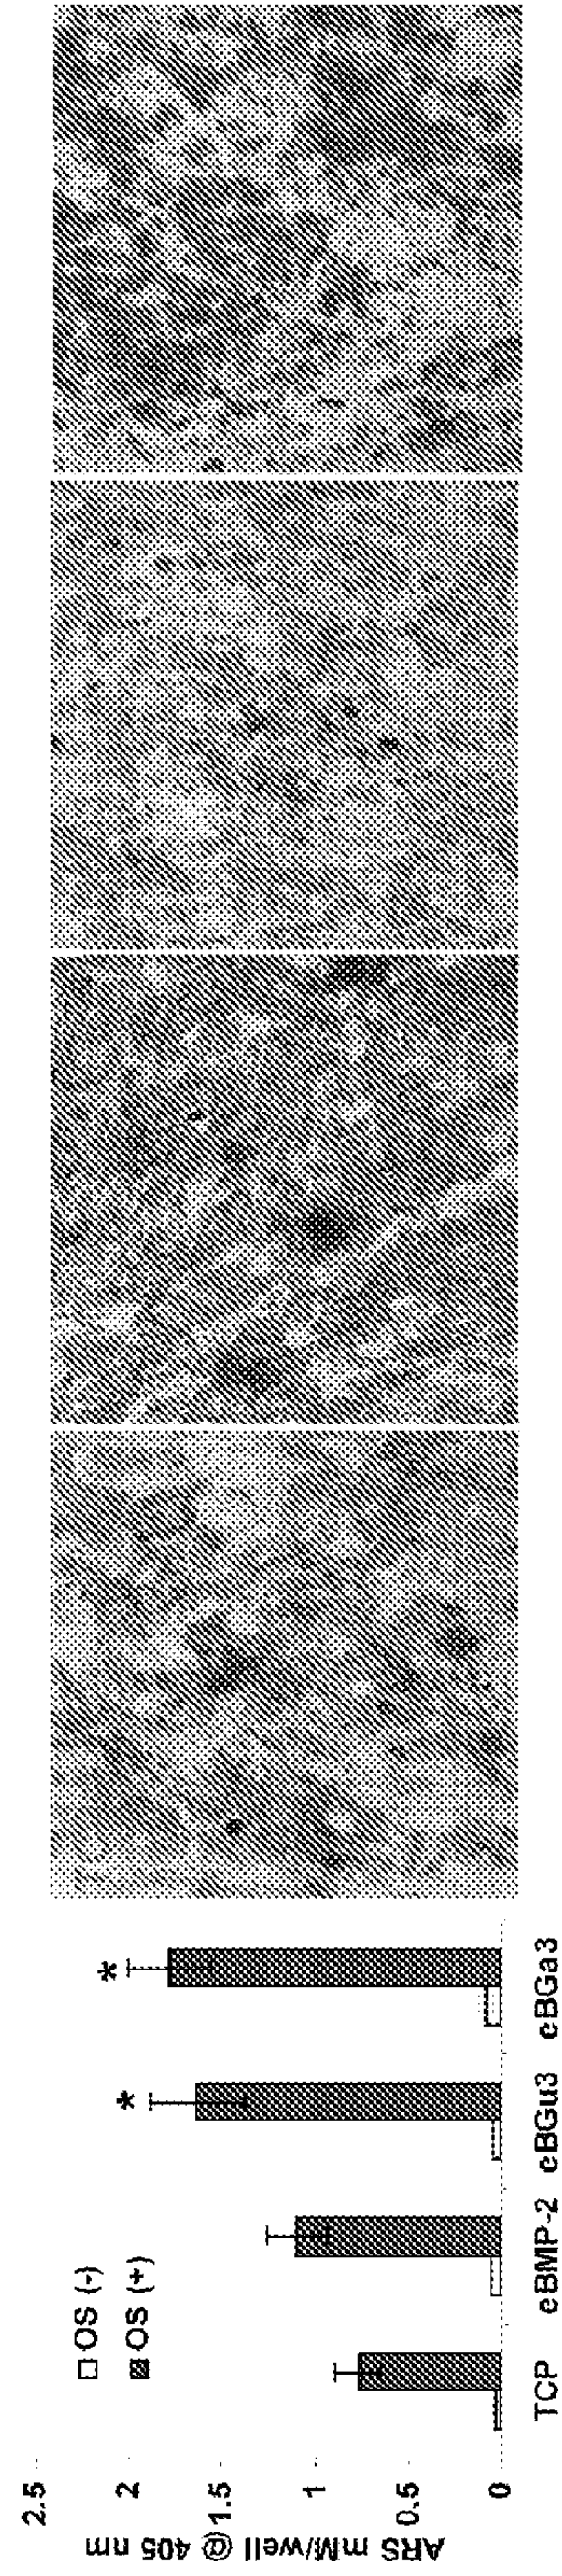 ARS mM/well @ 405 nm
2.5
2
1.5
1
0.5
0
OS (-)
OS (+)
*
*
TCP
eBMP-2
eBGu3
eBGa3